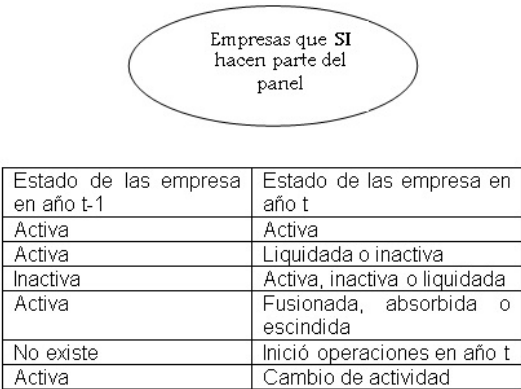 Empresas que SI
hacen parte del
panel
Estado de las empresa en año t-1
Estado de las empresa en año t
Activa
Activa
Activa
Liquidada o inactiva
Inactiva
Activa, inactiva o liquidada
Activa
Fusionada, absorbida o escindida
No existe
Inició operaciones en año t
Activa
Cambio de actividad